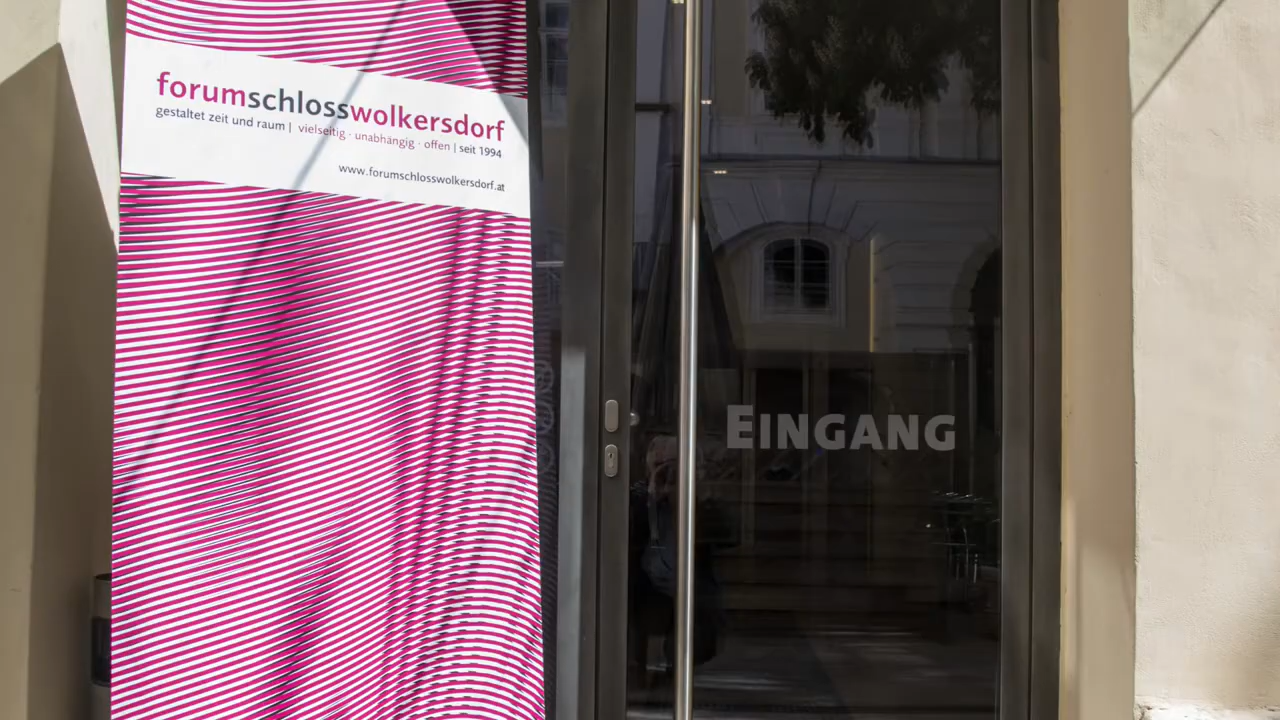 forumschlosswolkersdorf
gestaltet zeit und raum | vielseitig · unabhängig · offen | seit 1994
www.forumschlosswolkersdorf.at
EINGANG